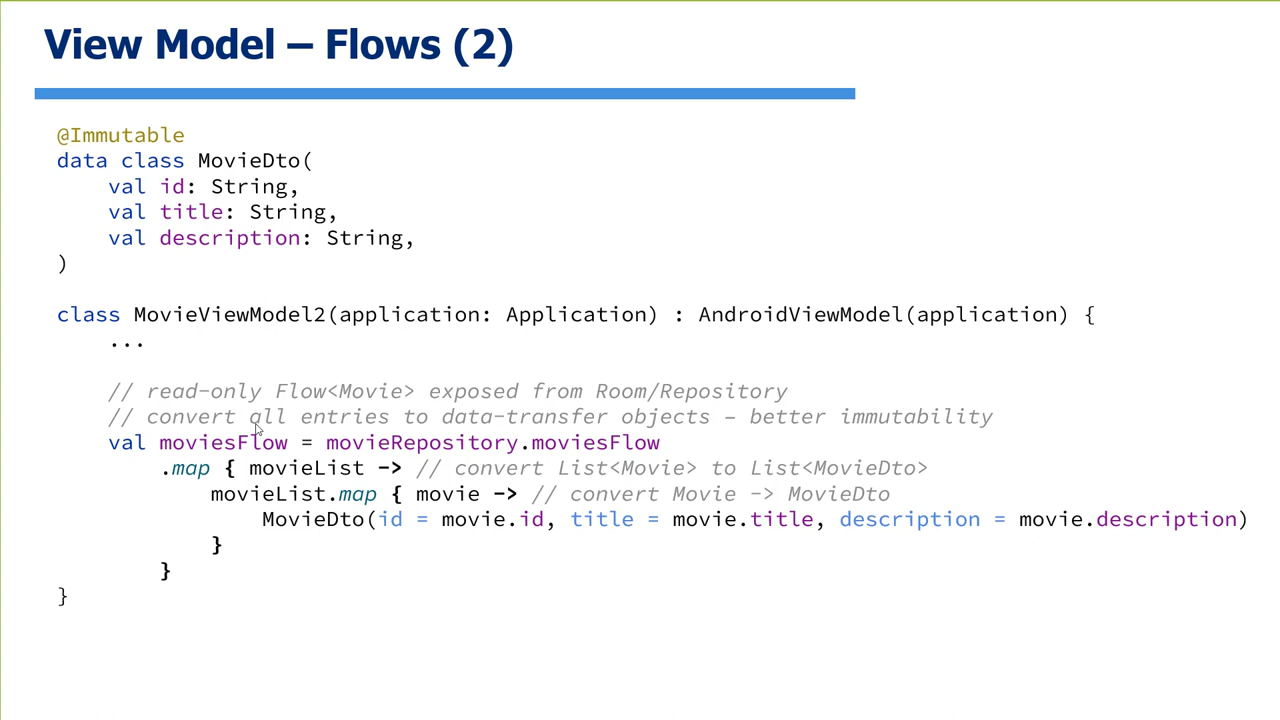 View Model – Flows (2)
@Immutable
data class MovieDto(
    val id: String,
    val title: String,
    val description: String,
)
class MovieViewModel2(application: Application) : AndroidViewModel(application) {
    ...
    // read-only Flow<Movie> exposed from Room/Repository
    // convert all entries to data-transfer objects – better immutability
    val moviesFlow = movieRepository.moviesFlow
        .map { movieList -> // convert List<Movie> to List<MovieDto>
            movieList.map { movie -> // convert Movie -> MovieDto
                MovieDto(id = movie.id, title = movie.title, description = movie.description)
            }
        }
}